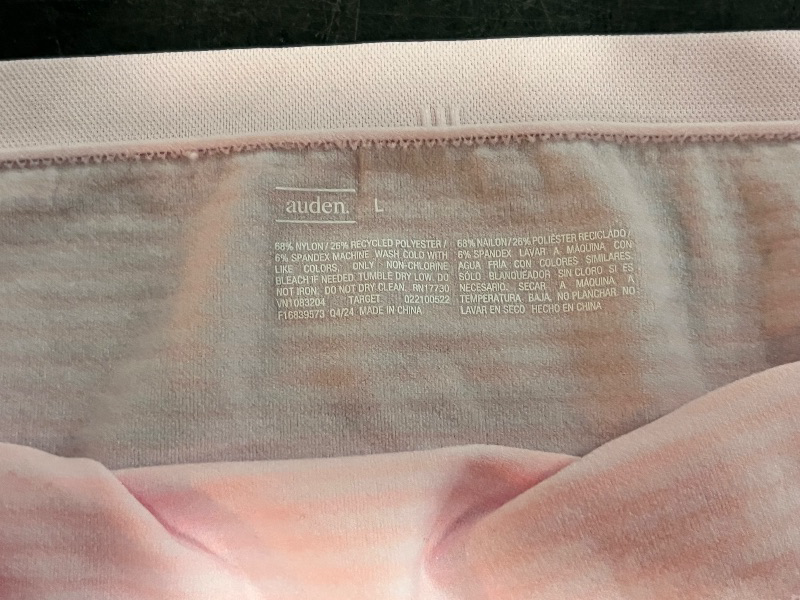 auden. L
68% NYLON / 26% RECYCLED POLYESTER /
6% SPANDEX MACHINE WASH COLD WITH
LIKE COLORS, ONLY NON-CHLORINE
BLEACH IF NEEDED. TUMBLE DRY LOW. DO
NOT IRON; DO NOT DRY CLEAN. RN17730
VN1083204 TARGET 022100522
F16839573 Q4/24 MADE IN CHINA
68% NAILON / 26% POLIÉSTER RECICLADO /
6% SPANDEX LAVAR A MÁQUINA CON
AGUA FRÍA CON COLORES SIMILARES.
SÓLO BLANQUEADOR SIN CLORO SI ES
NECESARIO. SECAR A MÁQUINA, A
TEMPERATURA BAJA. NO PLANCHAR. NO
LAVAR EN SECO HECHO EN CHINA